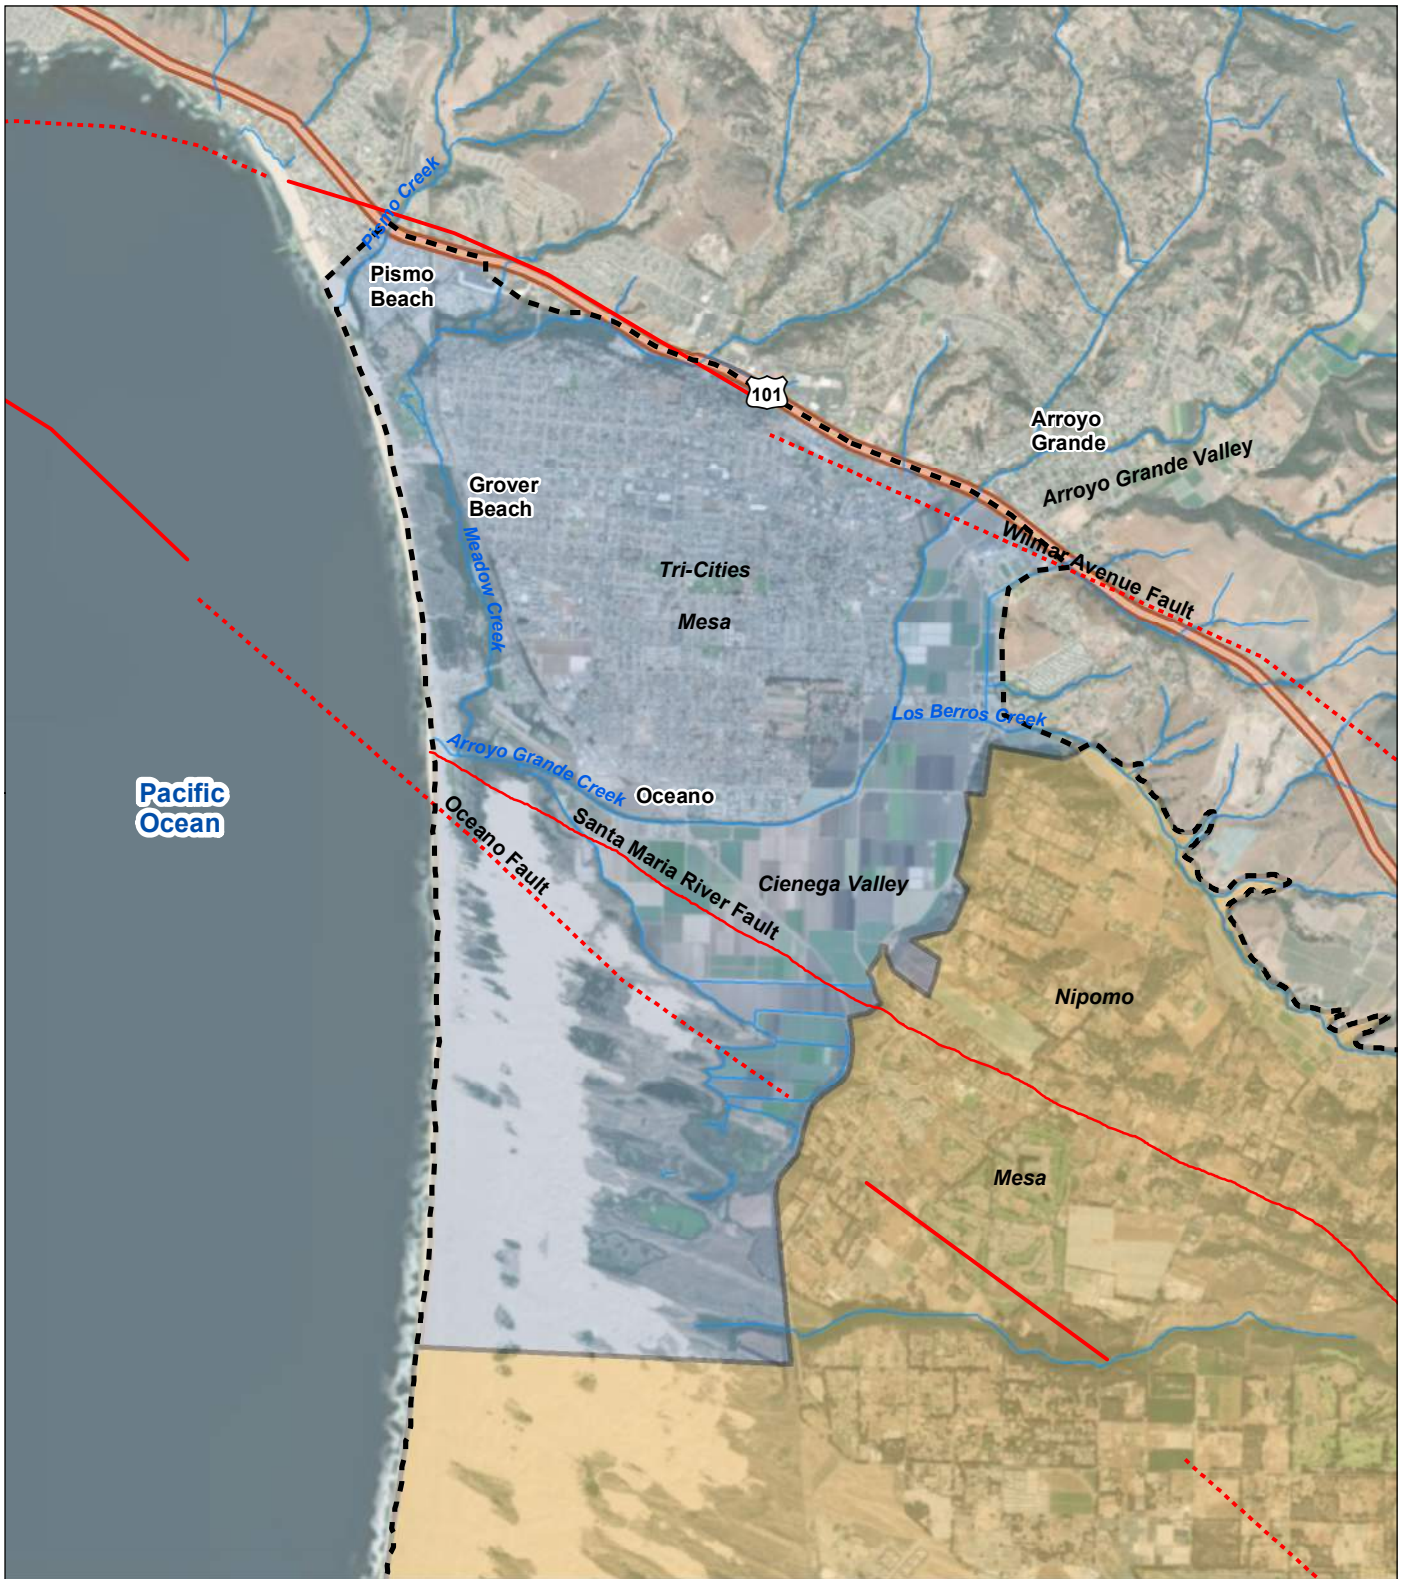 Pismo Creek
Pismo
Beach
101
Arroyo
Grande
Arroyo Grande Valley
Grover
Beach
Meadow Creek
Wilmar Avenue Fault
Tri-Cities
Mesa
Los Berros Creek
Arroyo Grande Creek
Pacific
Ocean
Oceano
Oceano Fault
Santa Maria River Fault
Cienega Valley
Nipomo
Mesa